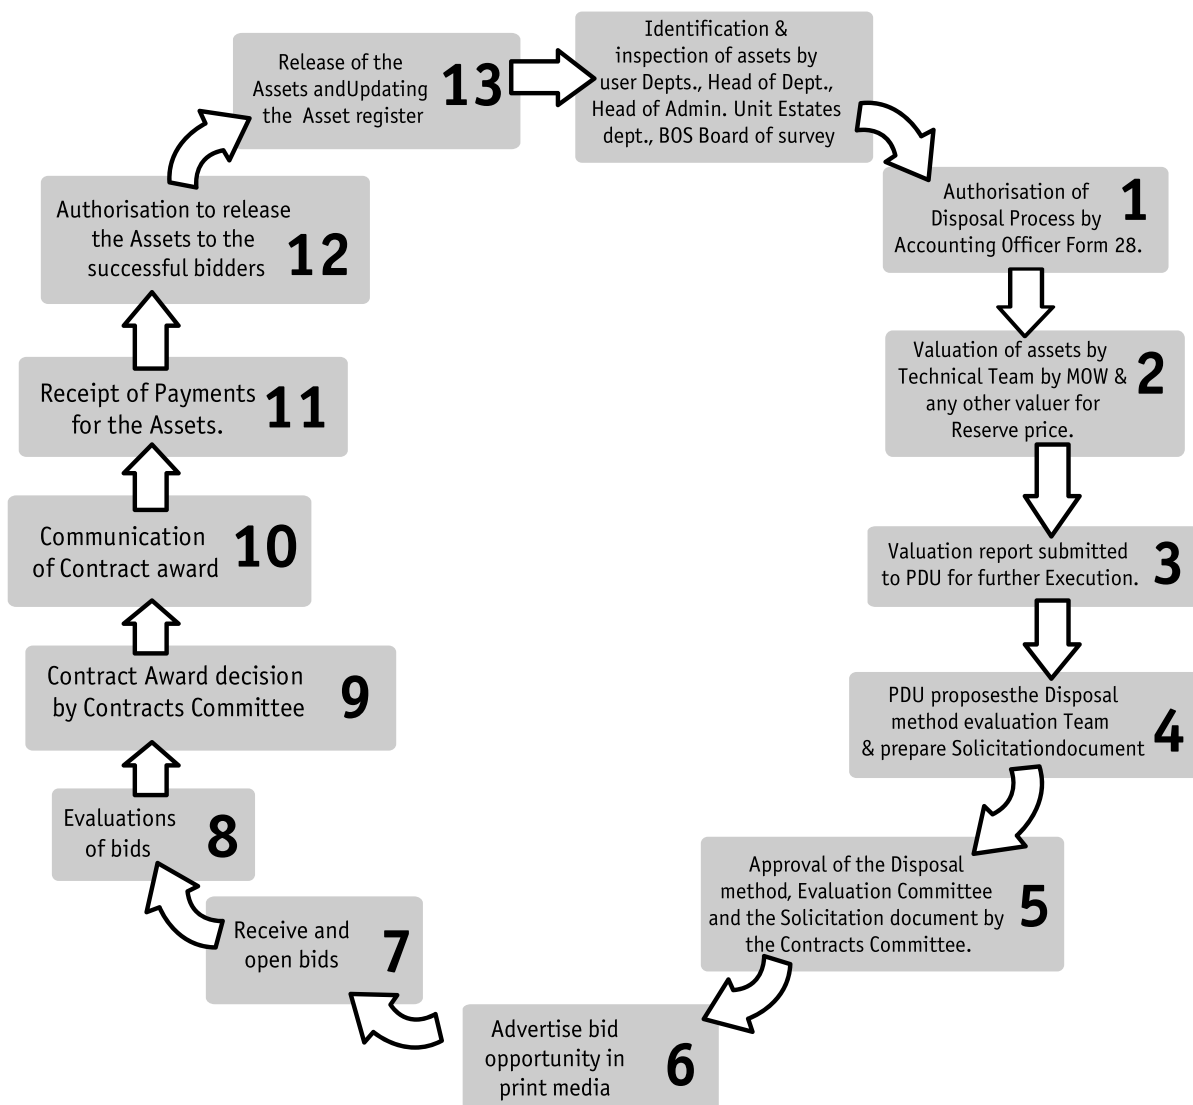 Identification &
inspection of assets by
user Depts., Head of Dept.,
Head of Admin. Unit Estates
dept., BOS Board of survey
Authorisation of
Disposal Process by
Accounting Officer Form 28.
1
Valuation of assets by
Technical Team by MOW &
any other valuer for
Reserve price.
2
Valuation report submitted
to PDU for further Execution.
3
PDU proposesthe Disposal
method evaluation Team
& prepare Solicitationdocument
4
Approval of the Disposal
method, Evaluation Committee
and the Solicitation document by
the Contracts Committee.
5
Advertise bid
opportunity in
print media
6
Receive and
open bids
7
Evaluations
of bids
8
Contract Award decision
by Contracts Committee
9
Communication
of Contract award
10
Receipt of Payments
for the Assets.
11
Authorisation to release
the Assets to the
successful bidders
12
Release of the
Assets andUpdating
the Asset register
13